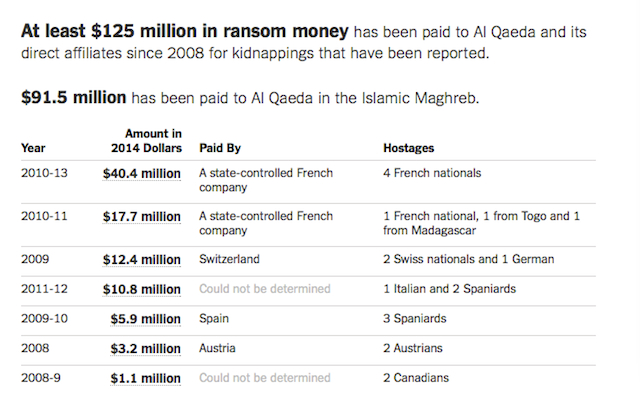 At least $125 million in ransom money has been paid to Al Qaeda and its
direct affiliates since 2008 for kidnappings that have been reported.
$91.5 million has been paid to Al Qaeda in the Islamic Maghreb.
Year Amount in 2014 Dollars Paid By Hostages
2010-13 $40.4 million A state-controlled French company 4 French nationals
2010-11 $17.7 million A state-controlled French company 1 French national, 1 from Togo and 1 from Madagascar
2009 $12.4 million Switzerland 2 Swiss nationals and 1 German
2011-12 $10.8 million Could not be determined 1 Italian and 2 Spaniards
2009-10 $5.9 million Spain 3 Spaniards
2008 $3.2 million Austria 2 Austrians
2008-9 $1.1 million Could not be determined 2 Canadians